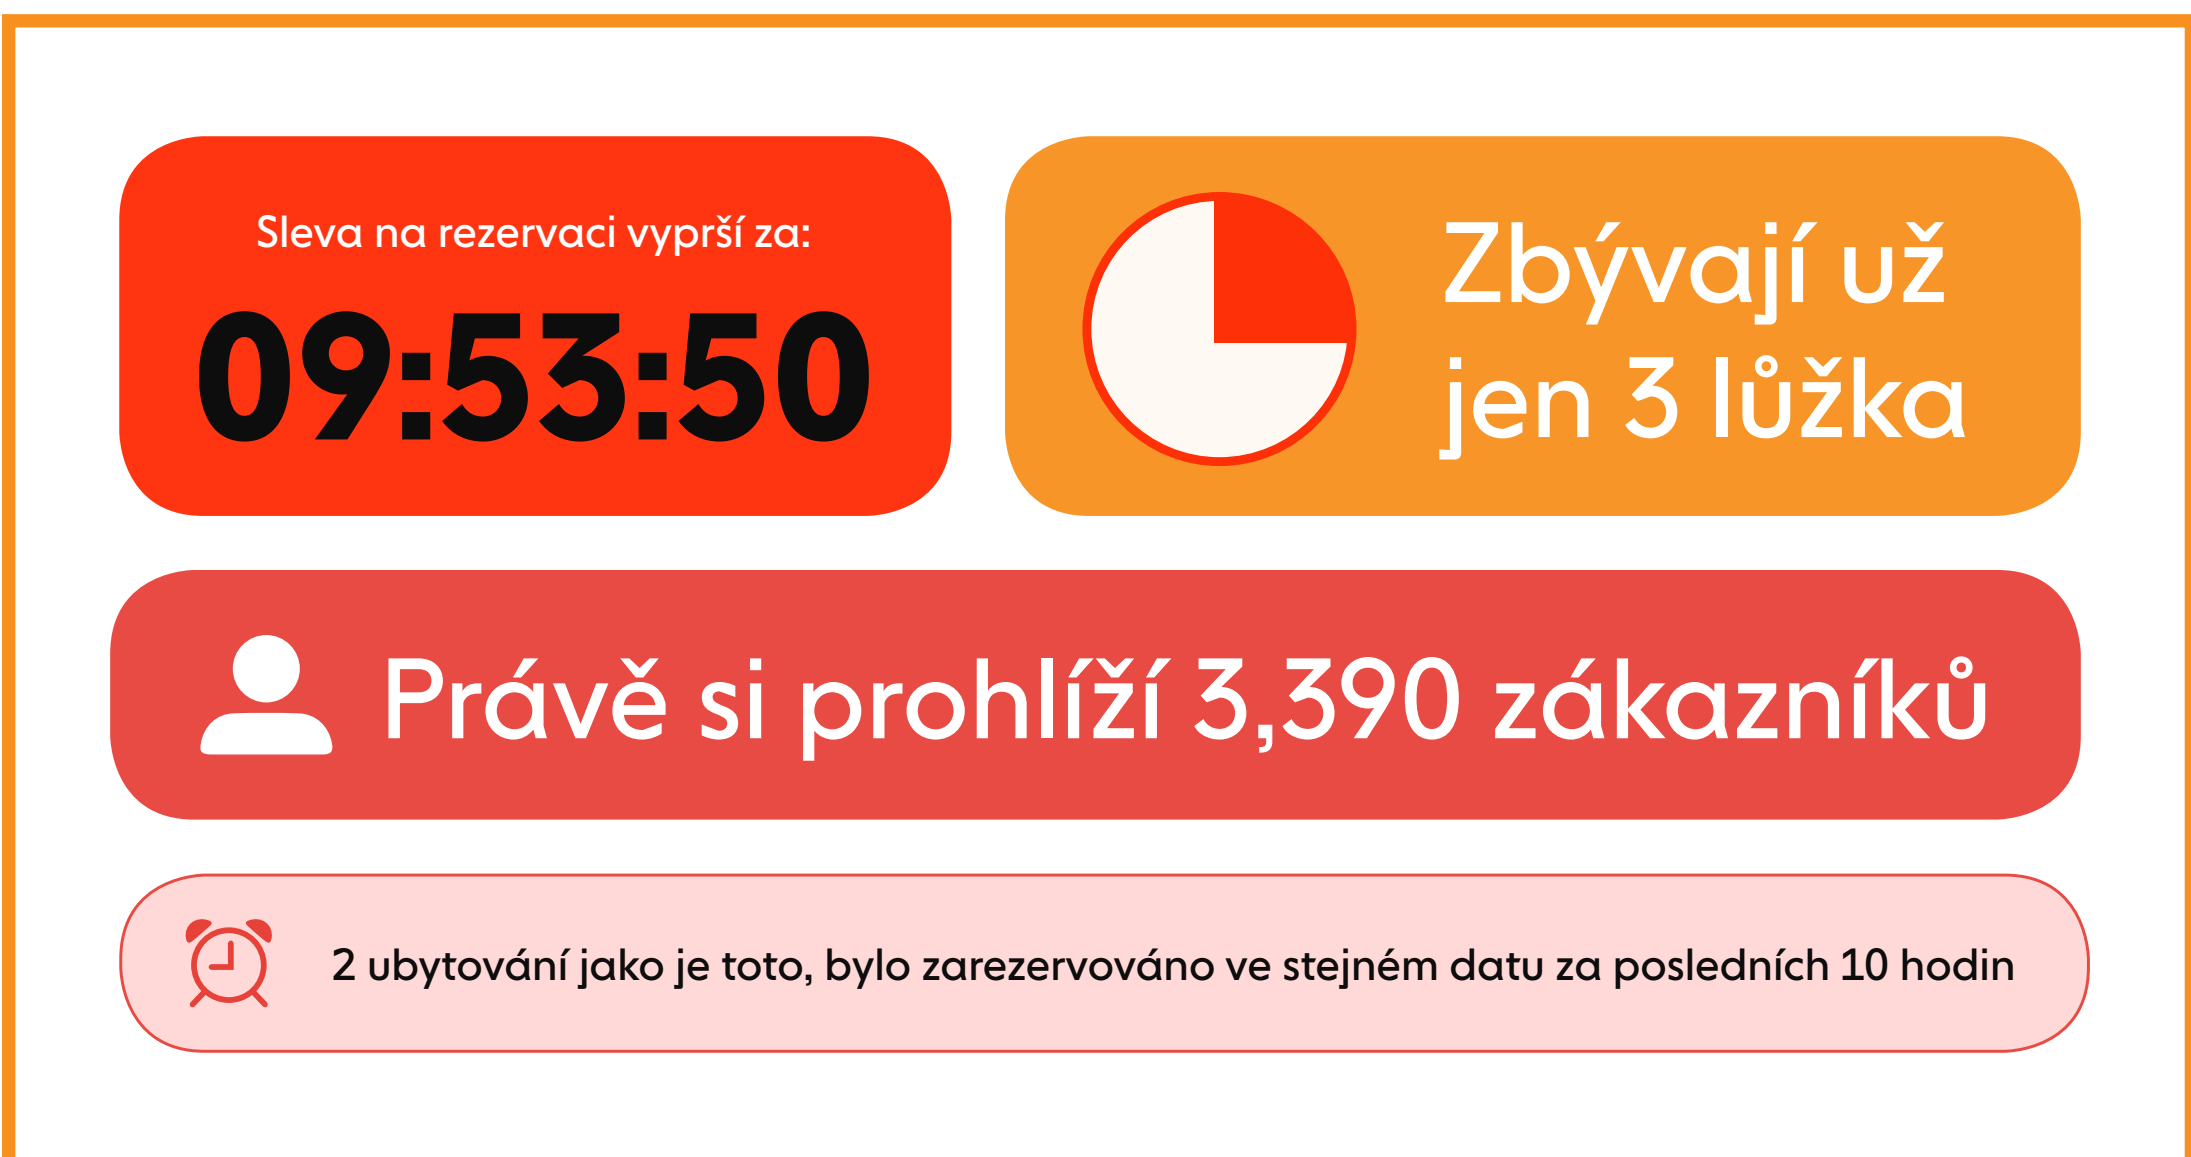 Sleva na rezervaci vyprší za:
09:53:50
Zbývají už
jen 3 lůžka
Právě si prohlíží 3,390 zákazníků
2 ubytování jako je toto, bylo zarezervováno ve stejném datu za posledních 10 hodin